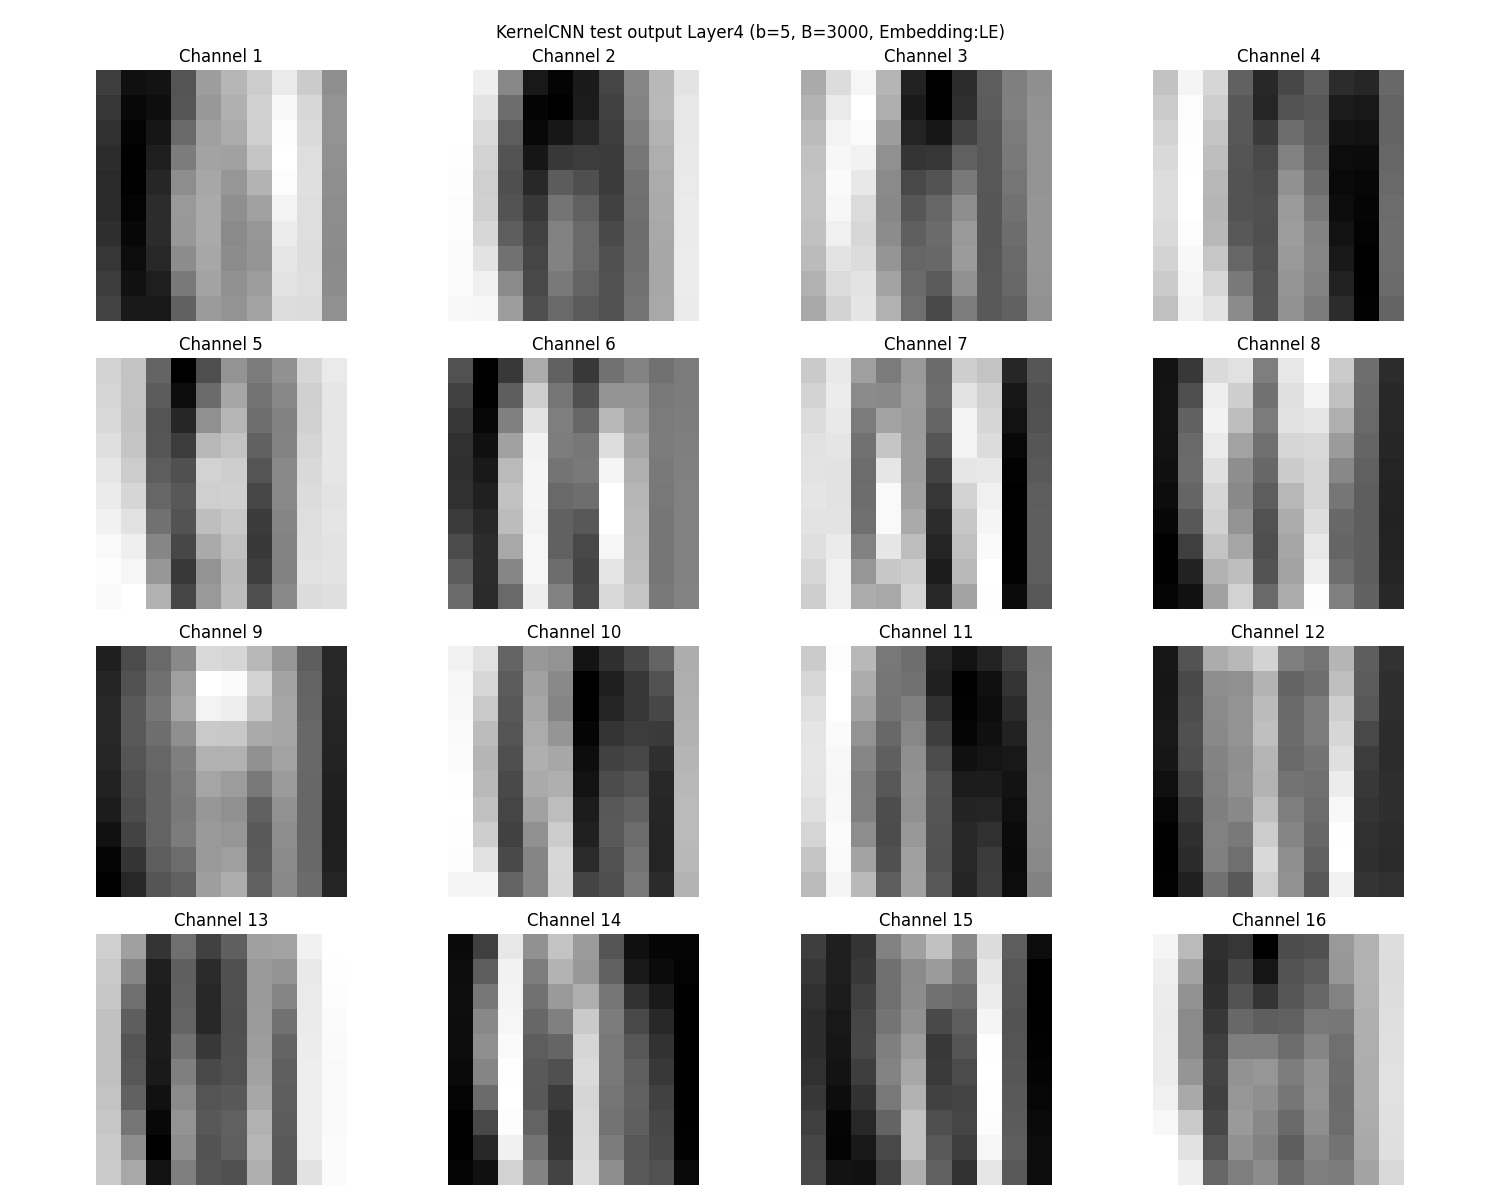 KernelCNN test output Layer4 (b=5, B=3000, Embedding:LE)
Channel 1
Channel 2
Channel 3
Channel 4
Channel 5
Channel 6
Channel 7
Channel 8
Channel 9
Channel 10
Channel 11
Channel 12
Channel 13
Channel 14
Channel 15
Channel 16